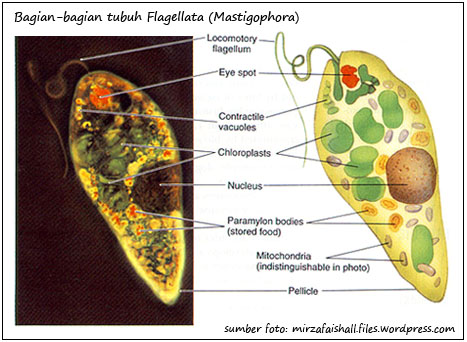 Bagian-bagian tubuh Flagellata (Mastigophora)
Locomotory
flagellum
Eye spot
Contractile
vacuoles
Chloroplasts
Nucleus
Paramylon bodies
(stored food)
Mitochondria
(indistinguishable in photo)
Pellicle
sumber foto: mirzafaishall.files.wordpress.com